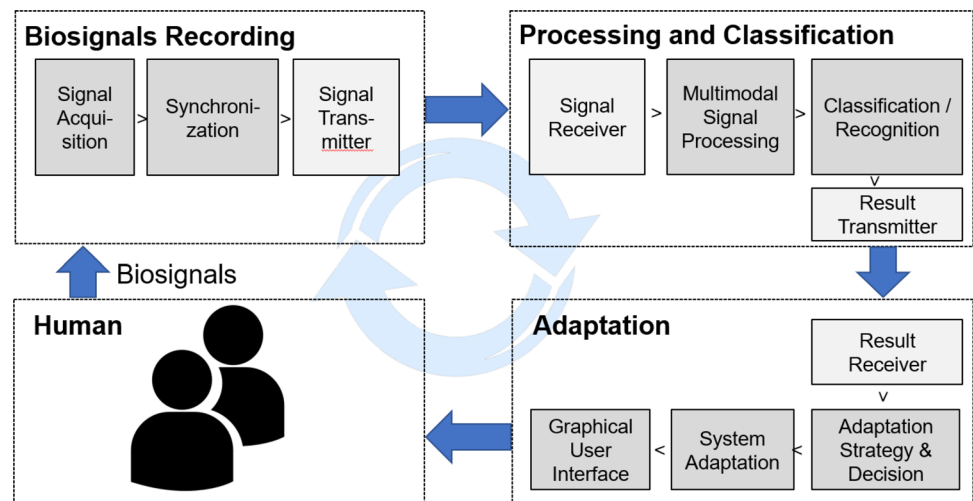 Biosignals Recording
Signal
Acqui-
sition
>
Synchroni-
zation
>
Signal
Trans-
mitter
Processing and Classification
Signal
Receiver
>
Multimodal
Signal
Processing
>
Classification /
Recognition
>
Result
Transmitter
Biosignals
Human
Adaptation
Result
Receiver
>
Adaptation
Strategy &
Decision
<
System
Adaptation
<
Graphical
User
Interface